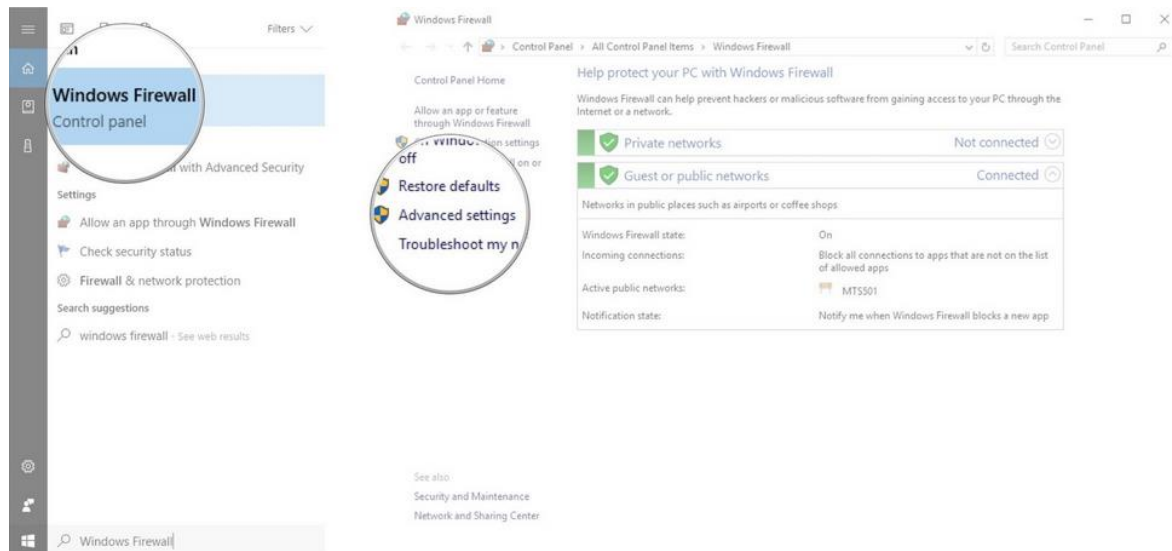 Filters
Windows Firewall
Control panel
with Advanced Security
Settings
Allow an app through Windows Firewall
Check security status
Firewall & network protection
Search suggestions
windows firewall - See web results
Windows Firewall
Windows Firewall
Control Panel > All Control Panel Items > Windows Firewall
Search Control Panel
Control Panel Home
Allow an app or feature
through Windows Firewall
settings
on or
off
Restore defaults
Advanced settings
Troubleshoot my
See also
Security and Maintenance
Network and Sharing Center
Help protect your PC with Windows Firewall
Windows Firewall can help prevent hackers or malicious software from gaining access to your PC through the
Internet or a network.
Private networks Not connected
Guest or public networks Connected
Networks in public places such as airports or coffee shops
Windows Firewall state: On
Incoming connections: Block all connections to apps that are not on the list
of allowed apps
Active public networks: MTS501
Notification state: Notify me when Windows Firewall blocks a new app